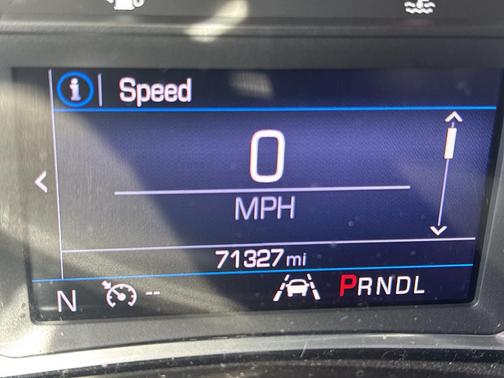 i Speed
0
MPH
71327 mi
N -- PRNDL